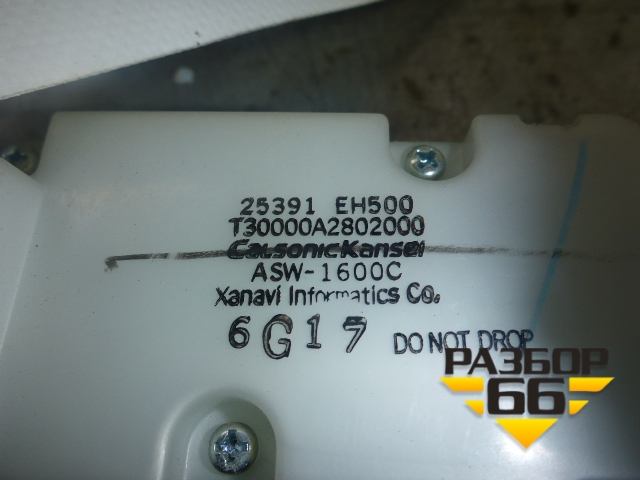 25391 EH500
T30000A2802000
CalsonicKansei
ASW-1600C
Xanavi Informatics Co.
6G17 DO NOT DROP
РАЗБОР
66